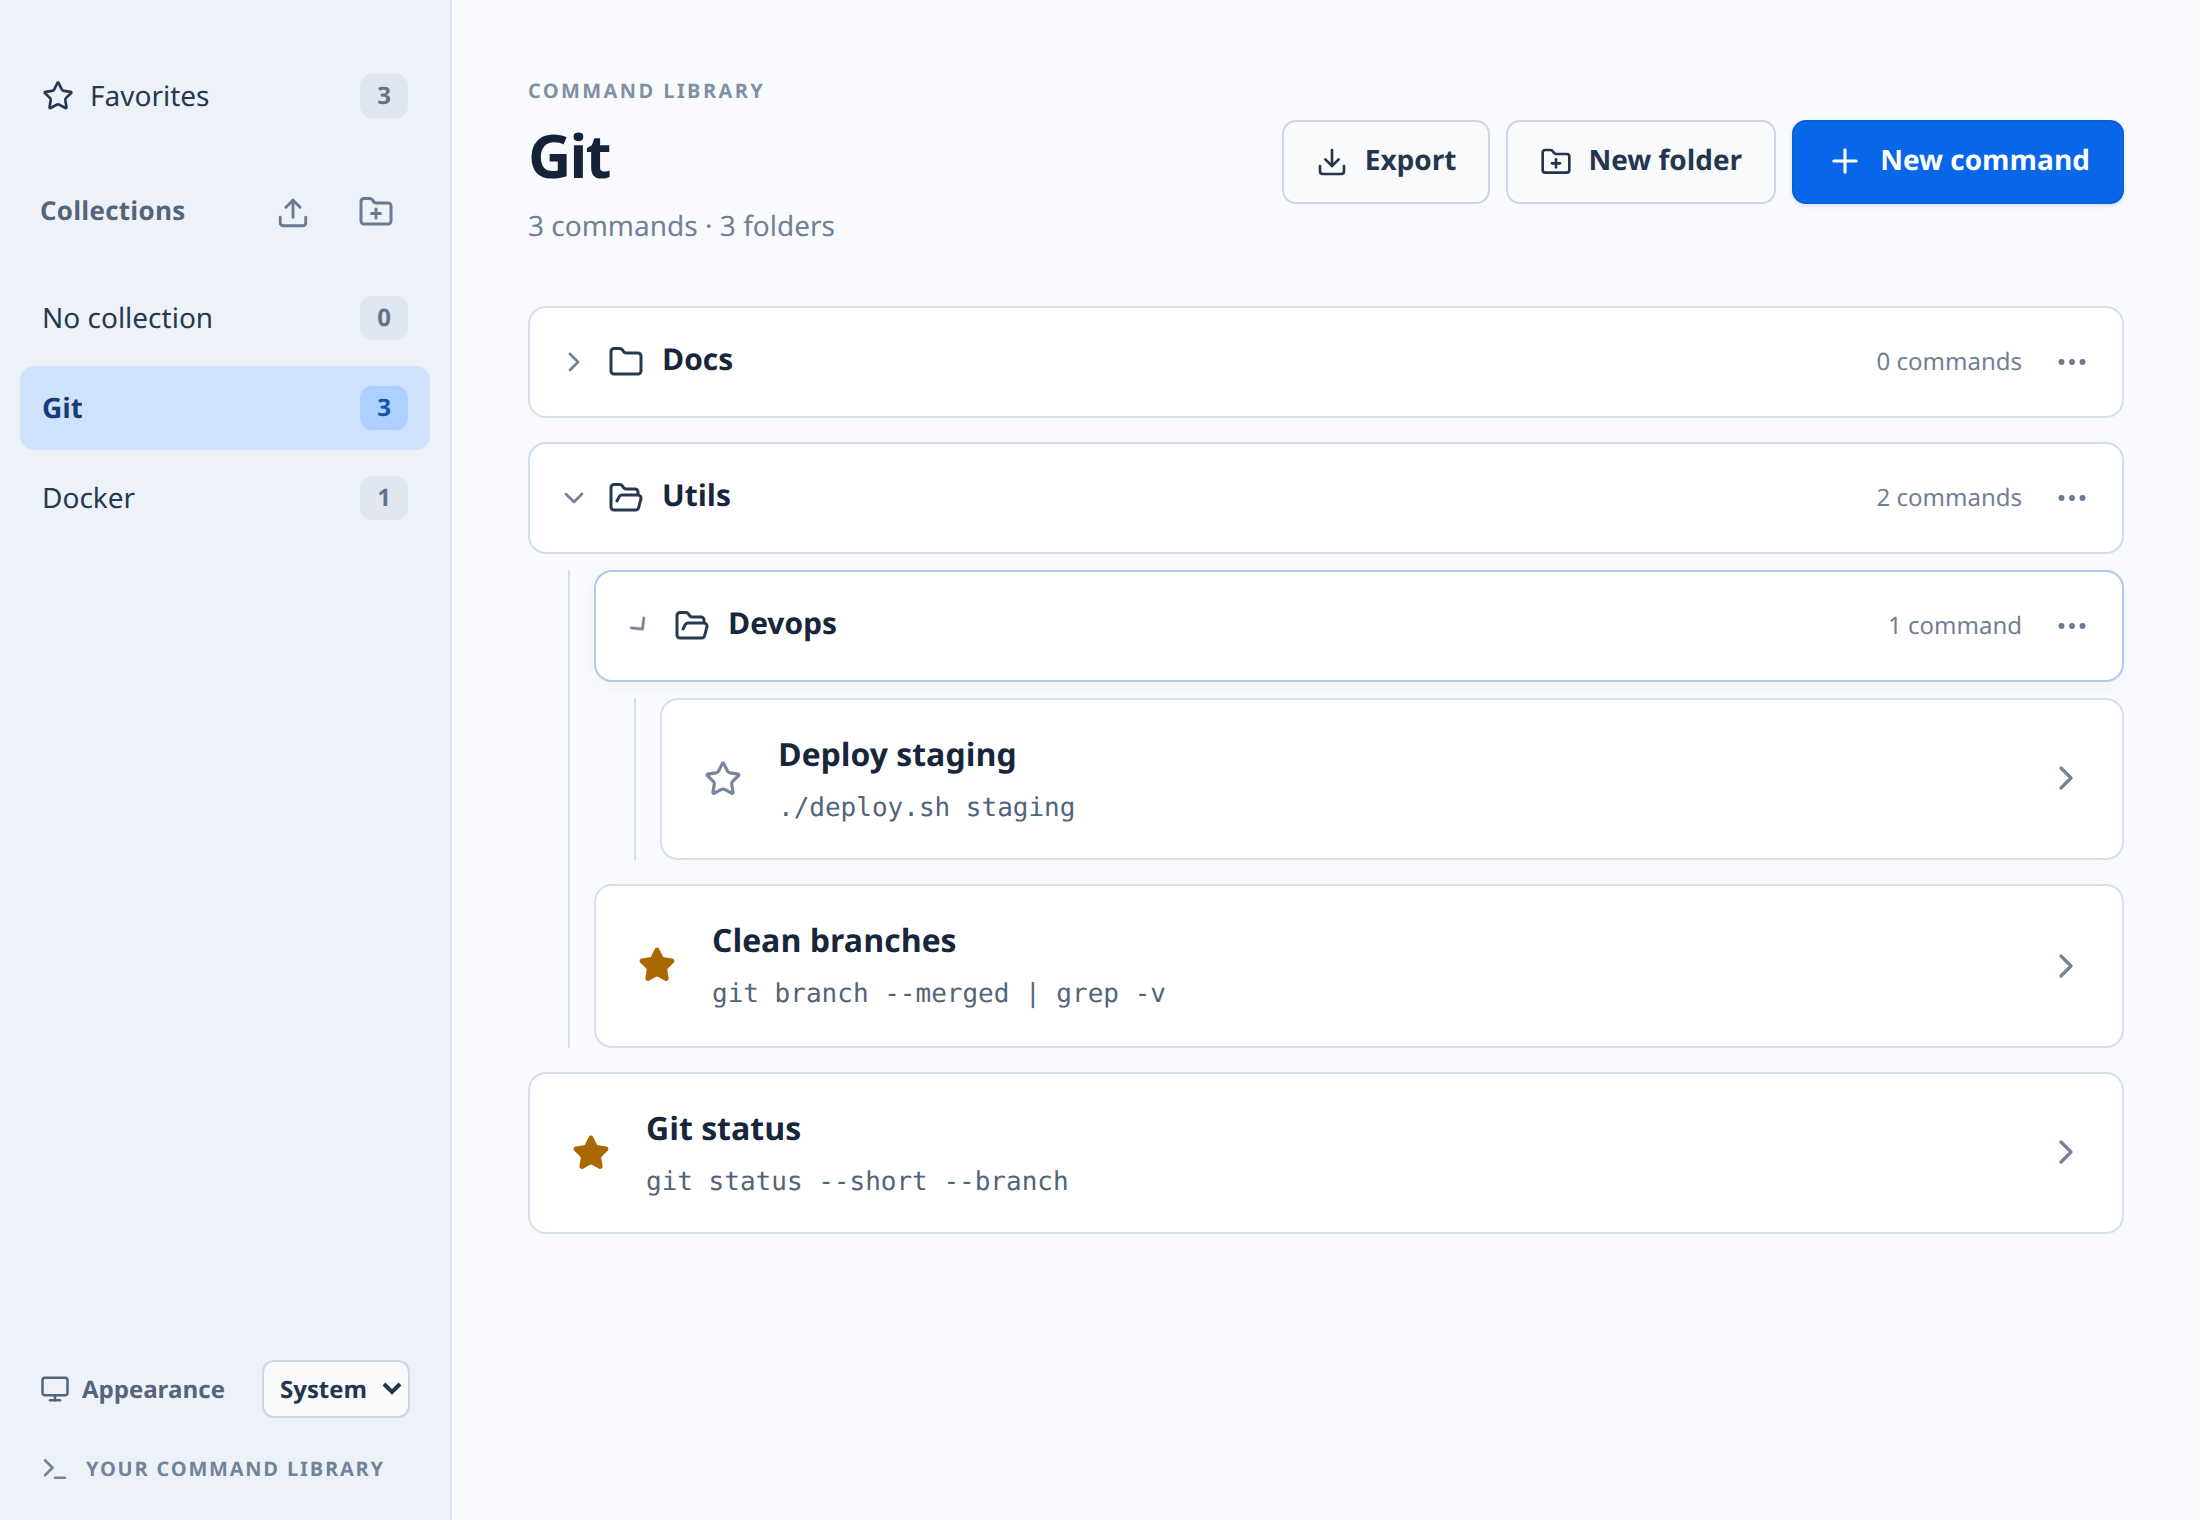 Favorites 3
Collections
No collection 0
Git 3
Docker 1
Appearance System
YOUR COMMAND LIBRARY
COMMAND LIBRARY
Git
3 commands · 3 folders
Export
New folder
New command
Docs 0 commands
Utils 2 commands
Devops 1 command
Deploy staging
./deploy.sh staging
Clean branches
git branch --merged | grep -v
Git status
git status --short --branch